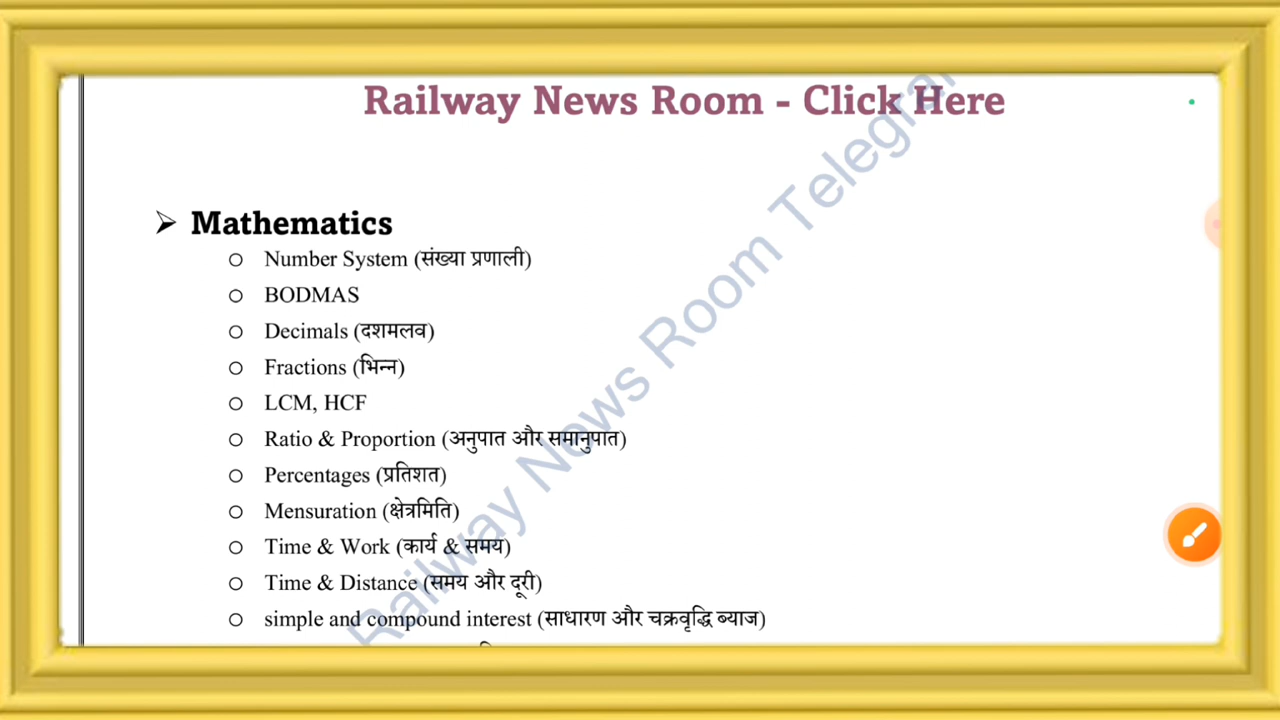 Railway News Room - Click Here
Mathematics
Number System (संख्या प्रणाली)
BODMAS
Decimals (दशमलव)
Fractions (भिन्न)
LCM, HCF
Ratio & Proportion (अनुपात और समानुपात)
Percentages (प्रतिशत)
Mensuration (क्षेत्रमिति)
Time & Work (कार्य & समय)
Time & Distance (समय और दूरी)
simple and compound interest (साधारण और चक्रवृद्धि ब्याज)
Railway News Room